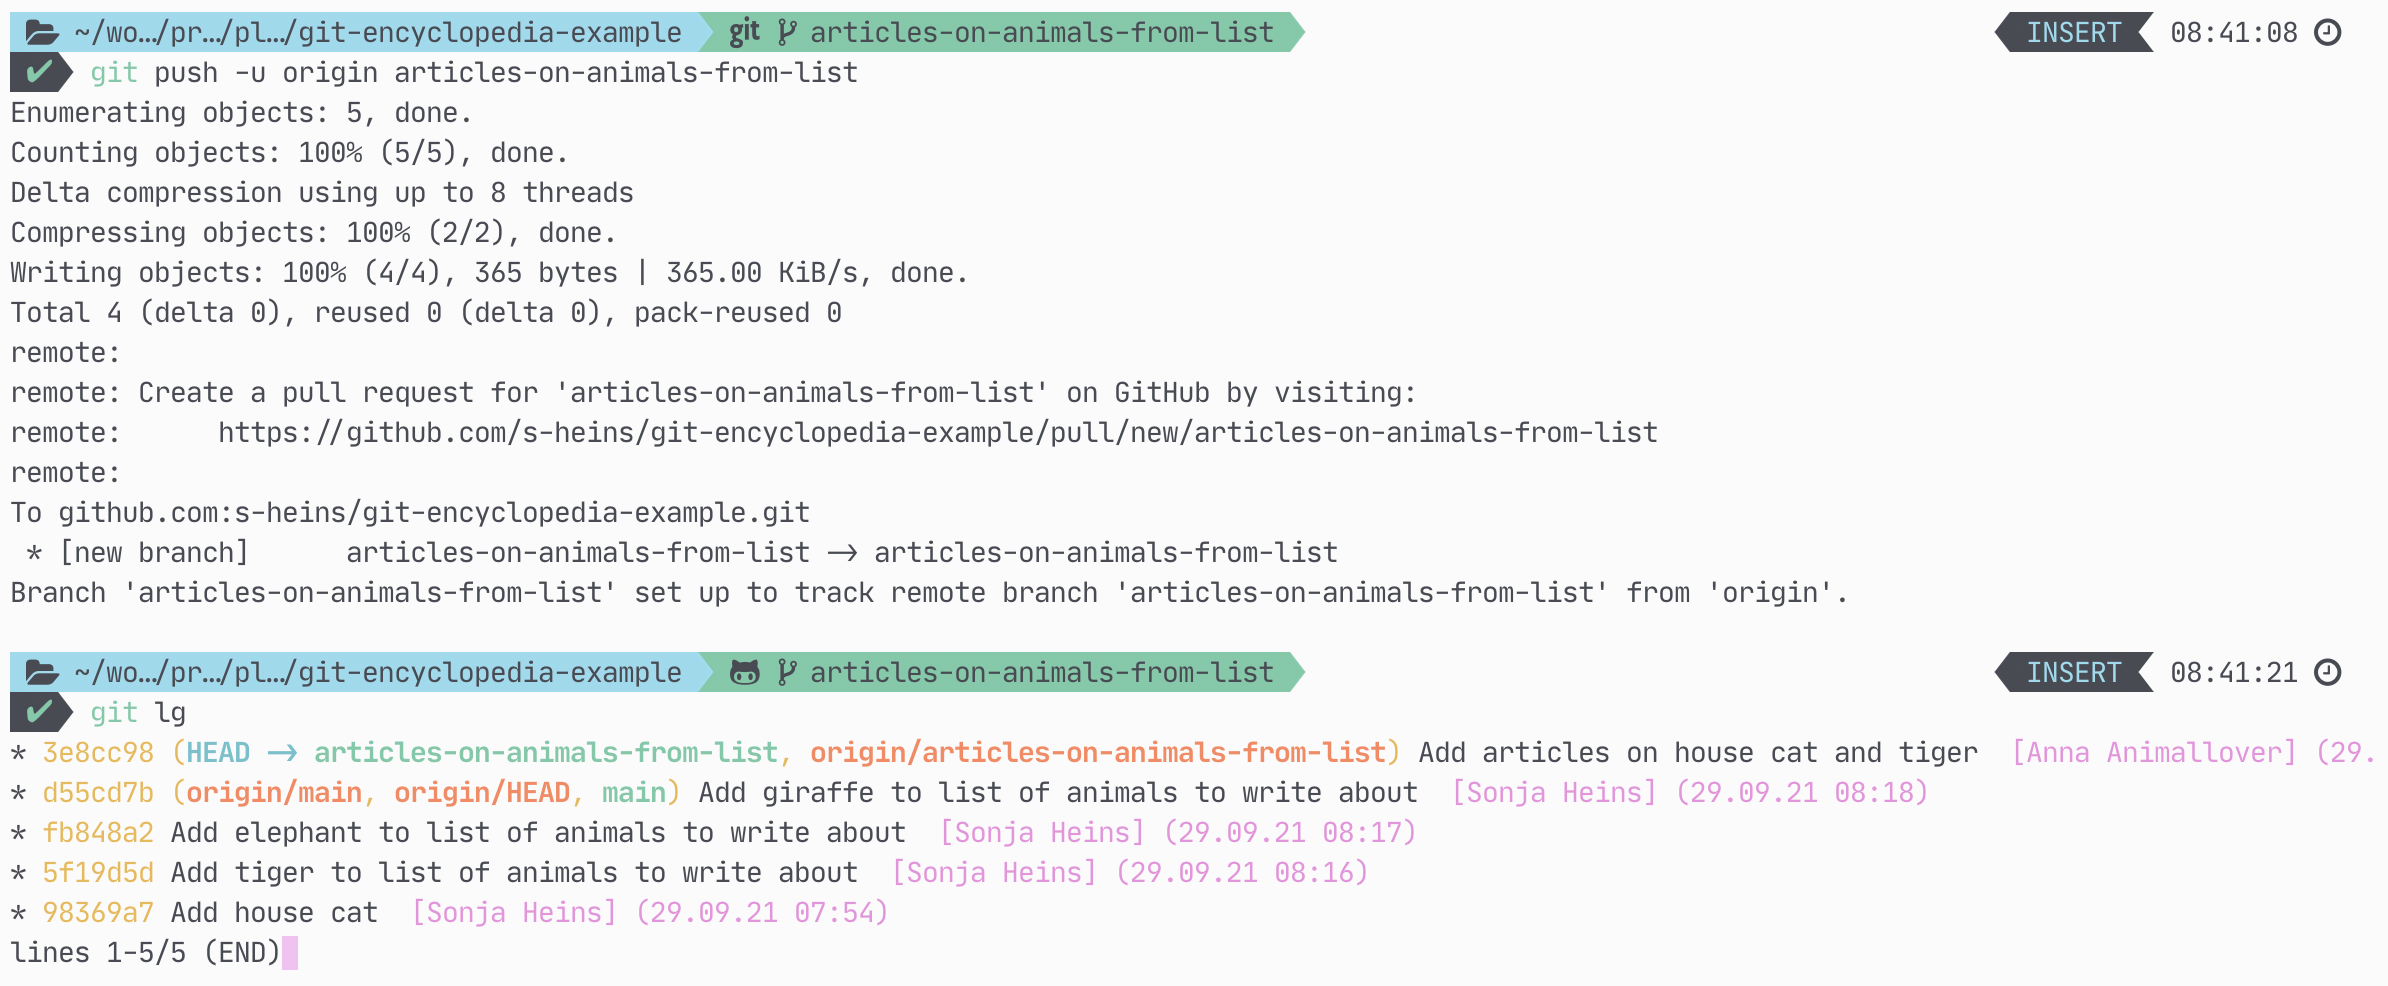 ~/wo…/pr…/pl…/git-encyclopedia-example git articles-on-animals-from-list INSERT 08:41:08
✔ git push -u origin articles-on-animals-from-list
Enumerating objects: 5, done.
Counting objects: 100% (5/5), done.
Delta compression using up to 8 threads
Compressing objects: 100% (2/2), done.
Writing objects: 100% (4/4), 365 bytes | 365.00 KiB/s, done.
Total 4 (delta 0), reused 0 (delta 0), pack-reused 0
remote:
remote: Create a pull request for 'articles-on-animals-from-list' on GitHub by visiting:
remote:      https://github.com/s-heins/git-encyclopedia-example/pull/new/articles-on-animals-from-list
remote:
To github.com:s-heins/git-encyclopedia-example.git
 * [new branch]      articles-on-animals-from-list -> articles-on-animals-from-list
Branch 'articles-on-animals-from-list' set up to track remote branch 'articles-on-animals-from-list' from 'origin'.
~/wo…/pr…/pl…/git-encyclopedia-example articles-on-animals-from-list INSERT 08:41:21
✔ git lg
* 3e8cc98 (HEAD -> articles-on-animals-from-list, origin/articles-on-animals-from-list) Add articles on house cat and tiger  [Anna Animallover] (29.
* d55cd7b (origin/main, origin/HEAD, main) Add giraffe to list of animals to write about  [Sonja Heins] (29.09.21 08:18)
* fb848a2 Add elephant to list of animals to write about  [Sonja Heins] (29.09.21 08:17)
* 5f19d5d Add tiger to list of animals to write about  [Sonja Heins] (29.09.21 08:16)
* 98369a7 Add house cat  [Sonja Heins] (29.09.21 07:54)
lines 1-5/5 (END)